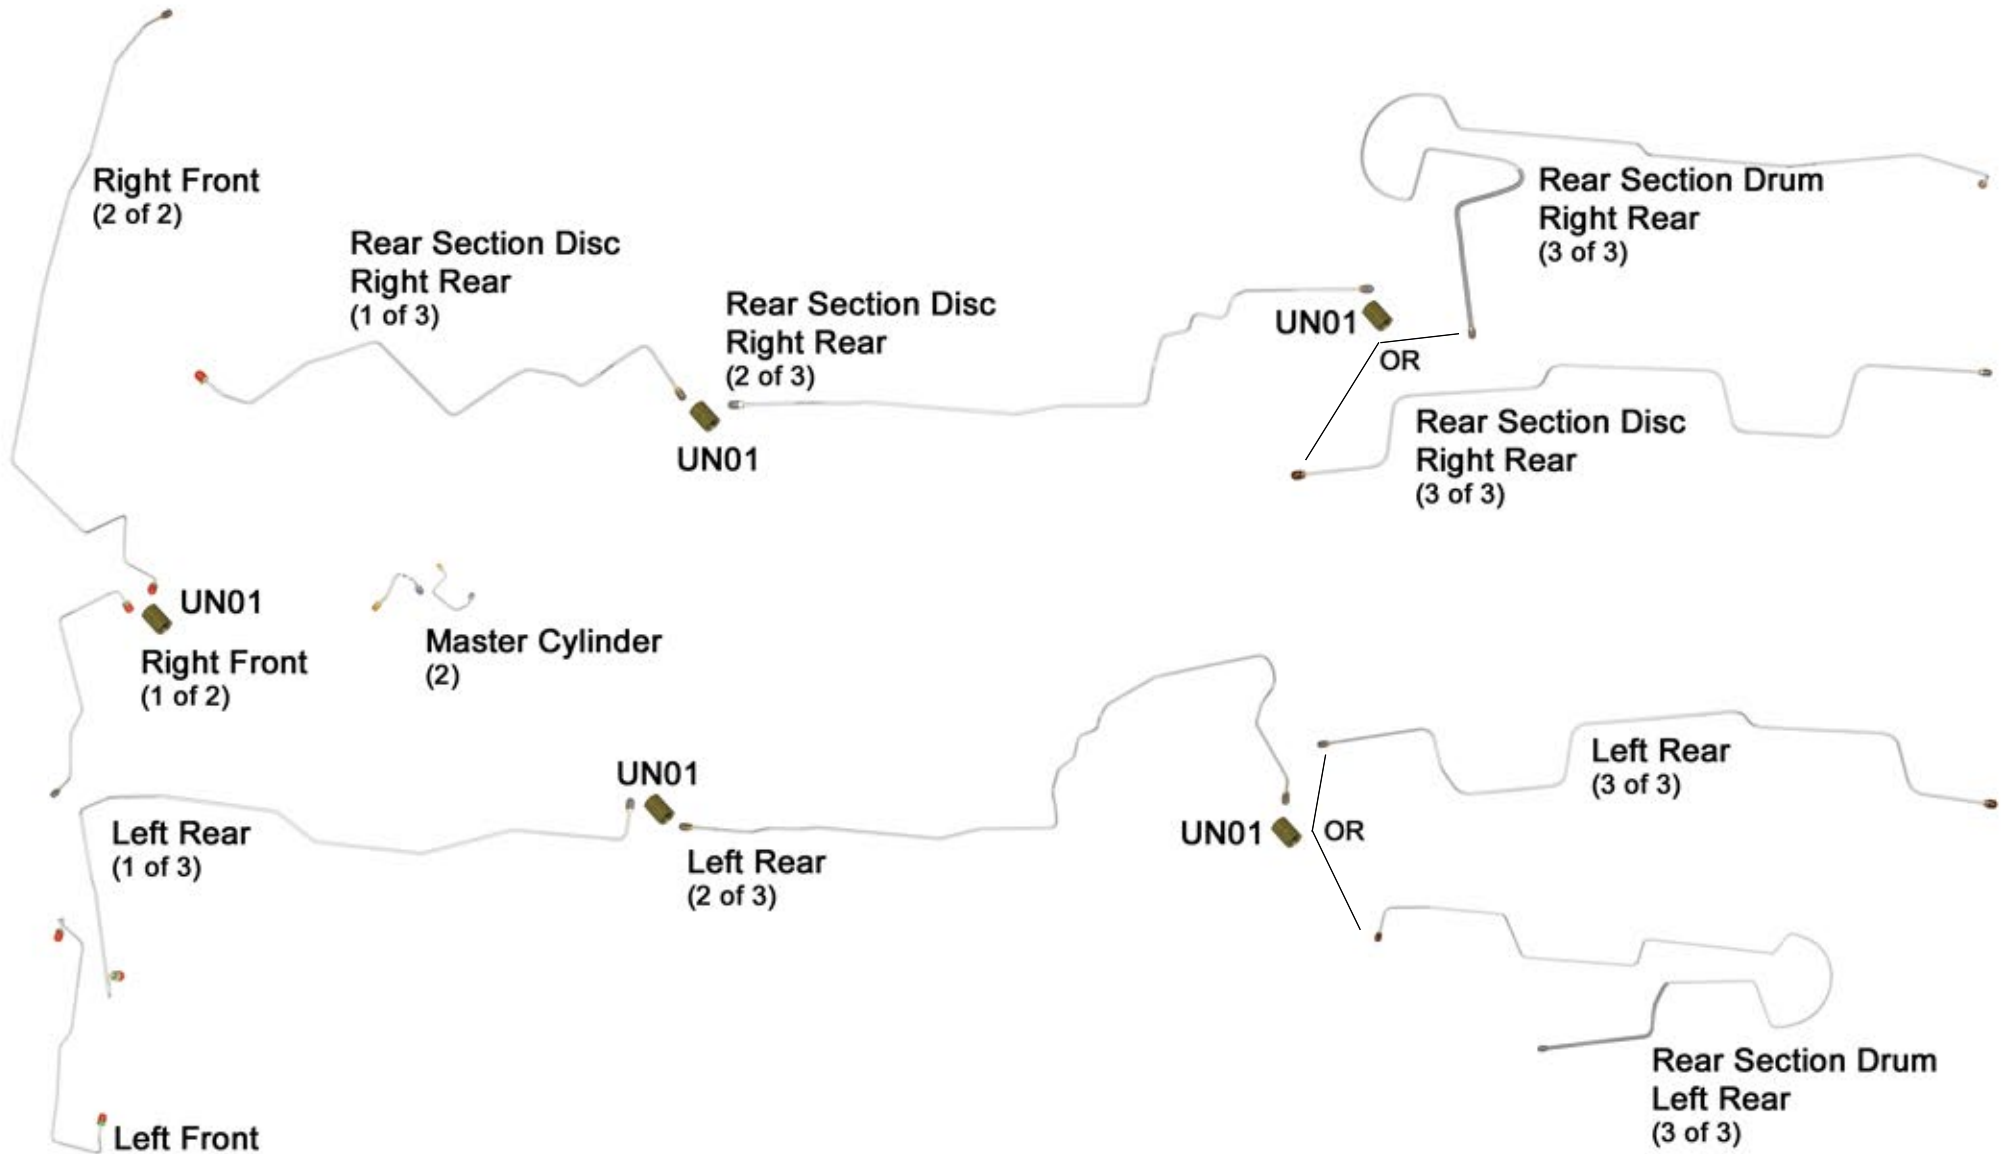 Right Front
(2 of 2)
Rear Section Disc
Right Rear
(1 of 3)
Rear Section Disc
Right Rear
(2 of 3)
UN01
UN01
OR
Rear Section Drum
Right Rear
(3 of 3)
Rear Section Disc
Right Rear
(3 of 3)
UN01
Right Front
(1 of 2)
Master Cylinder
(2)
Left Rear
(1 of 3)
UN01
Left Rear
(2 of 3)
UN01
OR
Left Rear
(3 of 3)
Rear Section Drum
Left Rear
(3 of 3)
Left Front